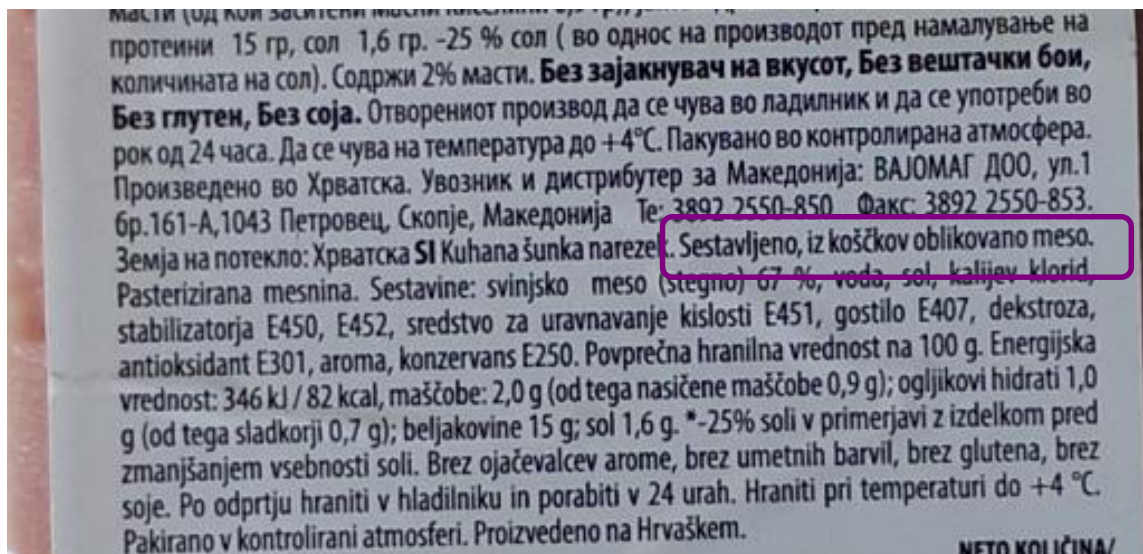 масти (од кои заситени масни киселини
протеини 15 гр, сол 1,6 гр. -25 % сол ( во однос на производот пред намалување на
количината на сол). Содржи 2% масти. Без зајакнувач на вкусот, Без вештачки бои,
Без глутен, Без соја. Отворениот производ да се чува во ладилник и да се употреби во
рок од 24 часа. Да се чува на температура до +4°C. Пакувано во контролирана атмосфера.
Произведено во Хрватска. Увозник и дистрибутер за Македонија: ВАЈОМАГ ДОО, ул.1
бр.161-А,1043 Петровец, Скопје, Македонија Те: 3892 2550-850 Факс: 3892 2550-853.
Земја на потекло: Хрватска SI Kuhana šunka narezek. Sestavljeno, iz koščkov oblikovano meso.
Pasterizirana mesnina. Sestavine: svinjsko meso (stegno) 67 %, voda, sol, kalijev klorid,
stabilizatorja E450, E452, sredstvo za uravnavanje kislosti E451, gostilo E407, dekstroza,
antioksidant E301, aroma, konzervans E250. Povprečna hranilna vrednost na 100 g. Energijska
vrednost: 346 kJ / 82 kcal, maščobe: 2,0 g (od tega nasičene maščobe 0,9 g); ogljikovi hidrati 1,0
g (od tega sladkorji 0,7 g); beljakovine 15 g; sol 1,6 g. *-25% soli v primerjavi z izdelkom pred
zmanjšanjem vsebnosti soli. Brez ojačevalcev arome, brez umetnih barvil, brez glutena, brez
soje. Po odprtju hraniti v hladilniku in porabiti v 24 urah. Hraniti pri temperaturi do +4 °C.
Pakirano v kontrolirani atmosferi. Proizvedeno na Hrvaškem.
NETO KOLIČINA/